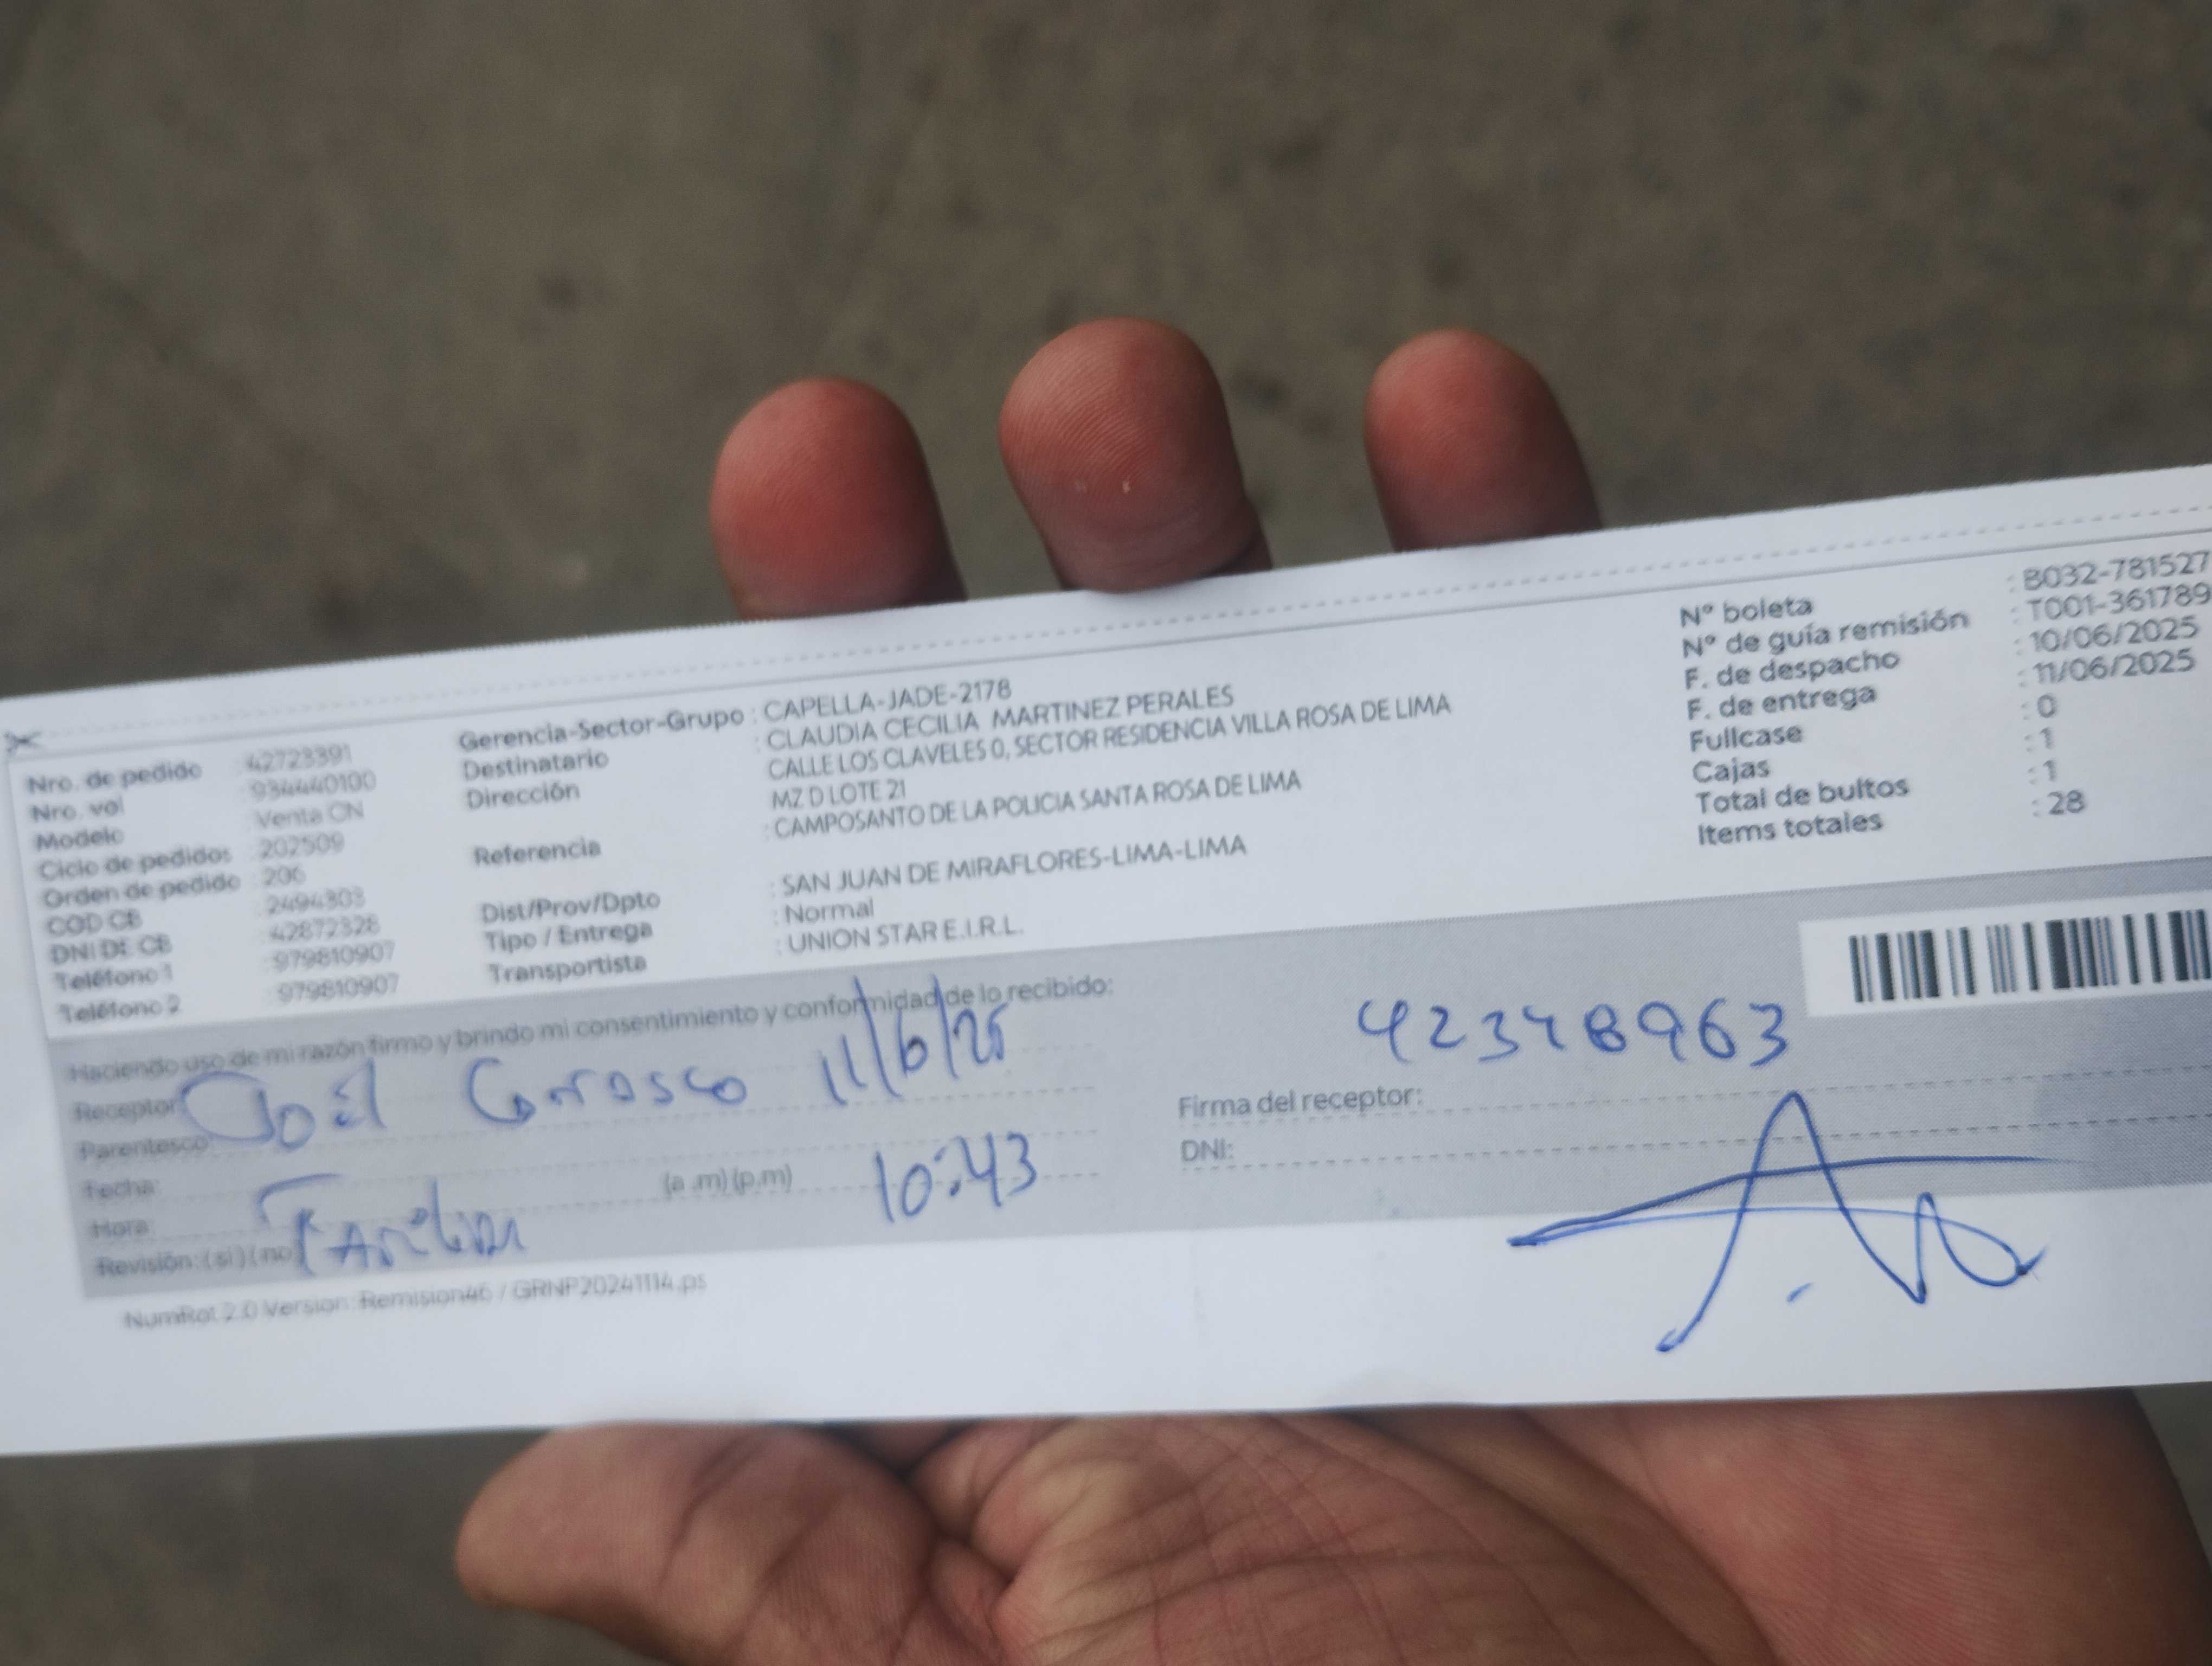 Nro. de pedido : 42723391
Nro. vol : 934440100
Modelo : Venta CN
Ciclo de pedidos : 202509
Orden de pedido : 206
COD CB : 2494303
DNI DE CB : 42872328
Teléfono 1 : 979810907
Teléfono 2 : 979810907
Gerencia-Sector-Grupo : CAPELLA-JADE-2178
Destinatario : CLAUDIA CECILIA MARTINEZ PERALES
Dirección : CALLE LOS CLAVELES 0, SECTOR RESIDENCIA VILLA ROSA DE LIMA
MZ D LOTE 21
Referencia : CAMPOSANTO DE LA POLICIA SANTA ROSA DE LIMA
Dist/Prov/Dpto : SAN JUAN DE MIRAFLORES-LIMA-LIMA
Tipo / Entrega : Normal
Transportista : UNION STAR E.I.R.L.
N° boleta : B032-781527
N° de guía remisión : T001-361789
F. de despacho : 10/06/2025
F. de entrega : 11/06/2025
Fullcase : 0
Cajas : 1
Total de bultos : 1
Items totales : 28
Haciendo uso de mi razón firmo y brindo mi consentimiento y conformidad de lo recibido:
Receptor: Joél 11/6/25
Parentesco:
Fecha:
Hora: (a.m) (p.m) 10:43
Revisión: (si) (no)
42348963
Firma del receptor:
DNI:
NumRot 2.0 Version: Remision46 / GRNP20241114.ps